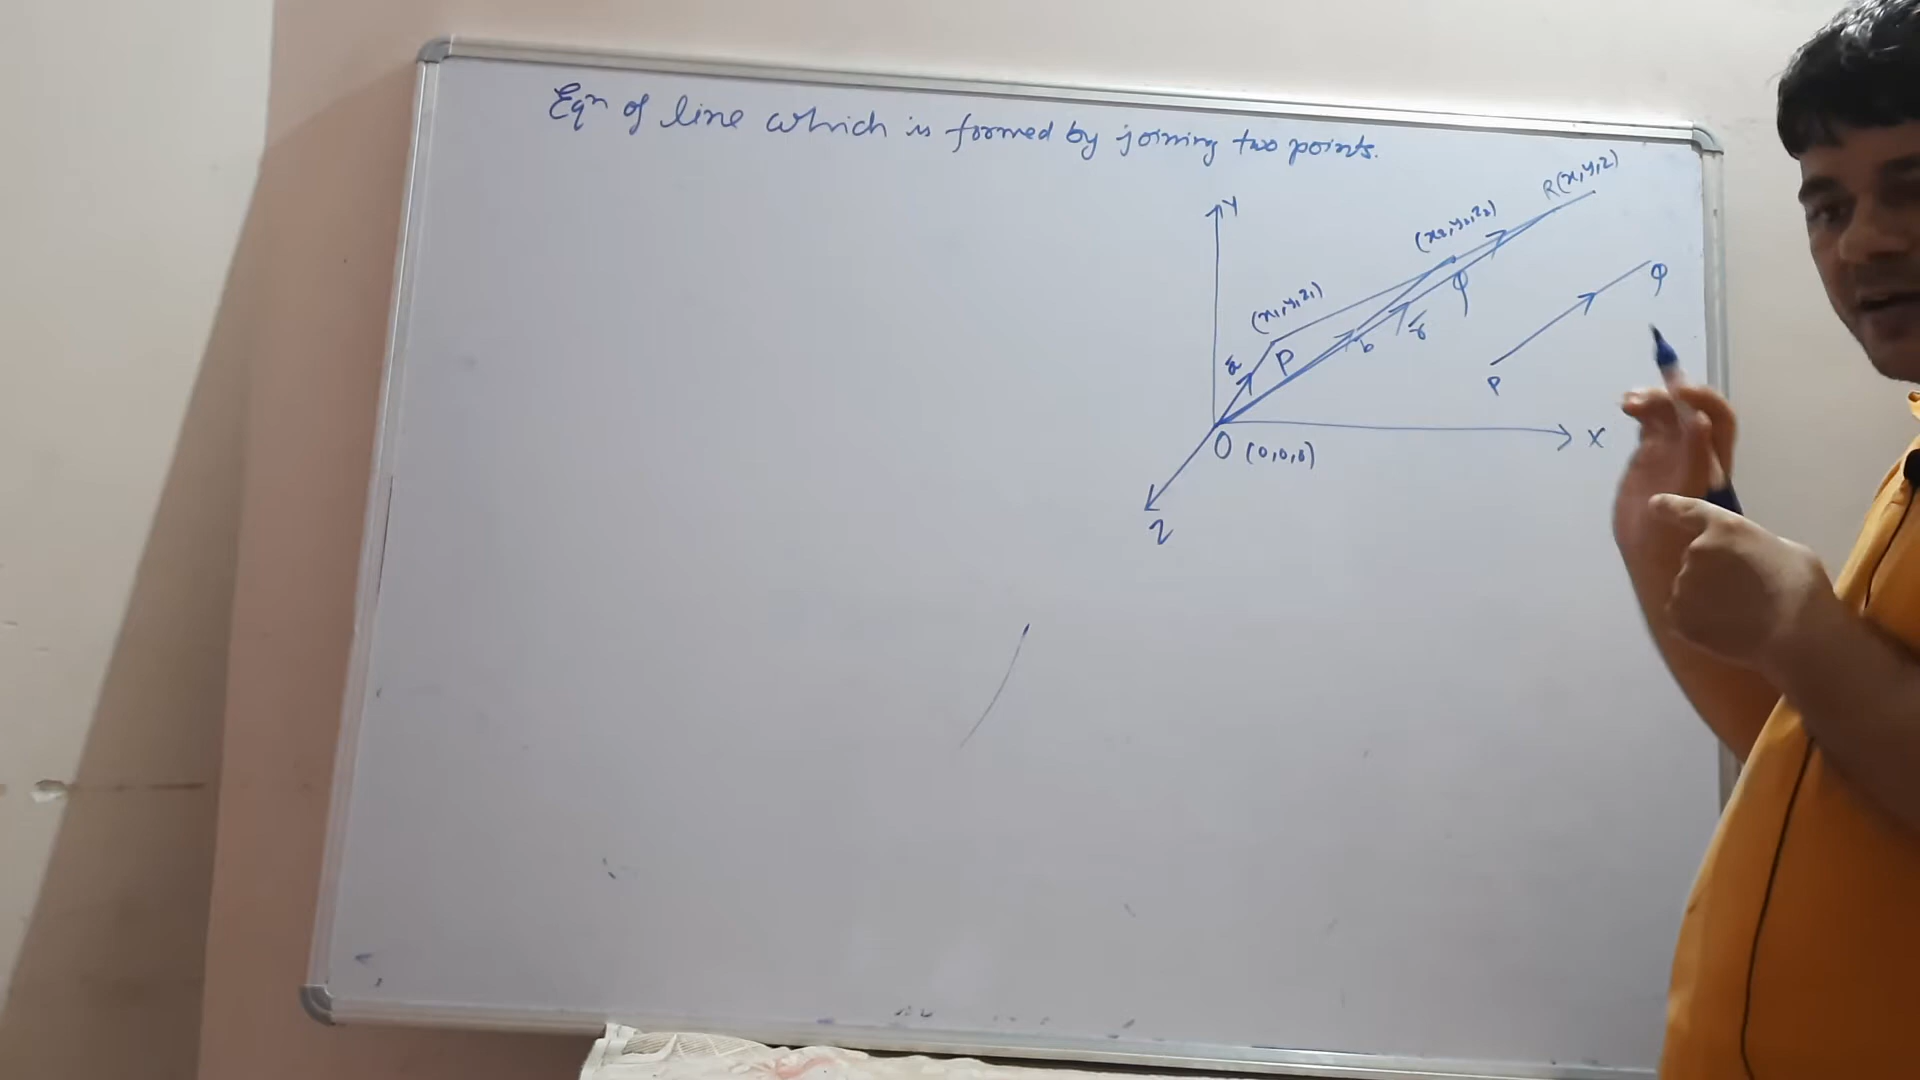 Eqn of line which is formed by joining two points.
Y
R(x,y,z)
(x2,y2,z2)
Q
(x1,y1,z1)
Q
r̄
b
ā
P
P
X
O (0,0,0)
Z